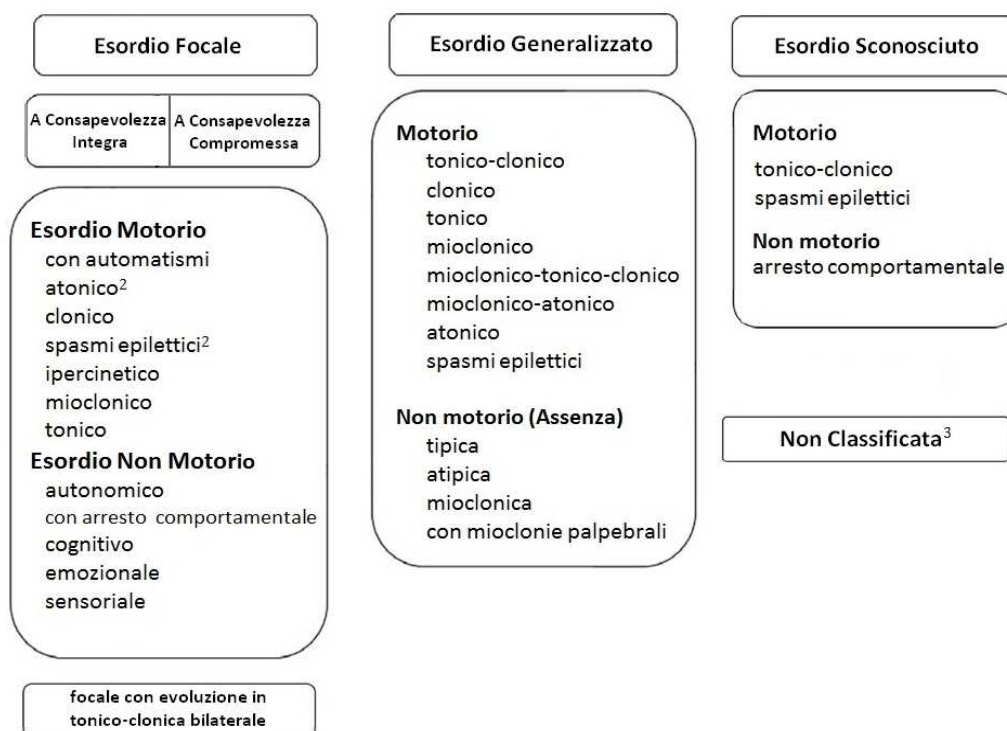 Esordio Focale
A Consapevolezza
Integra
A Consapevolezza
Compromessa
Esordio Motorio
con automatismi
atonico²
clonico
spasmi epilettici²
ipercinetico
mioclonico
tonico
Esordio Non Motorio
autonomico
con arresto comportamentale
cognitivo
emozionale
sensoriale
focale con evoluzione in
tonico-clonica bilaterale
Esordio Generalizzato
Motorio
tonico-clonico
clonico
tonico
mioclonico
mioclonico-tonico-clonico
mioclonico-atonico
atonico
spasmi epilettici
Non motorio (Assenza)
tipica
atipica
mioclonica
con mioclonie palpebrali
Esordio Sconosciuto
Motorio
tonico-clonico
spasmi epilettici
Non motorio
arresto comportamentale
Non Classificata³